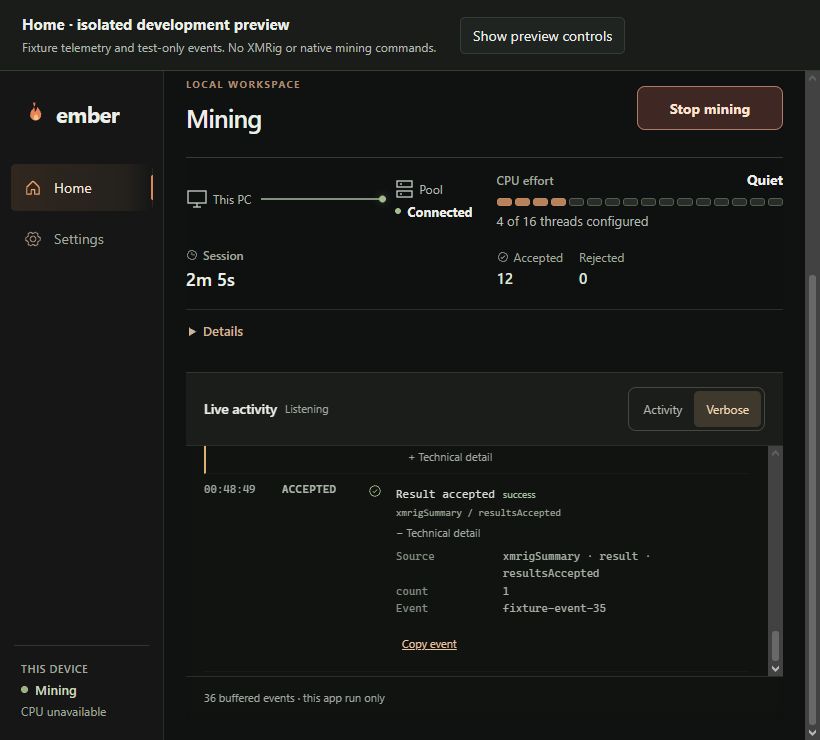 Home · isolated development preview
Fixture telemetry and test-only events. No XMRig or native mining commands.
Show preview controls
ember
Home
Settings
THIS DEVICE
Mining
CPU unavailable
LOCAL WORKSPACE
Mining
Stop mining
This PC
Pool
Connected
CPU effort
Quiet
4 of 16 threads configured
Session
2m 5s
Accepted
12
Rejected
0
Details
Live activity
Listening
Activity
Verbose
+ Technical detail
00:48:49 ACCEPTED
Result accepted success
xmrigSummary / resultsAccepted
− Technical detail
Source xmrigSummary · result ·
resultsAccepted
count 1
Event fixture-event-35
Copy event
36 buffered events · this app run only